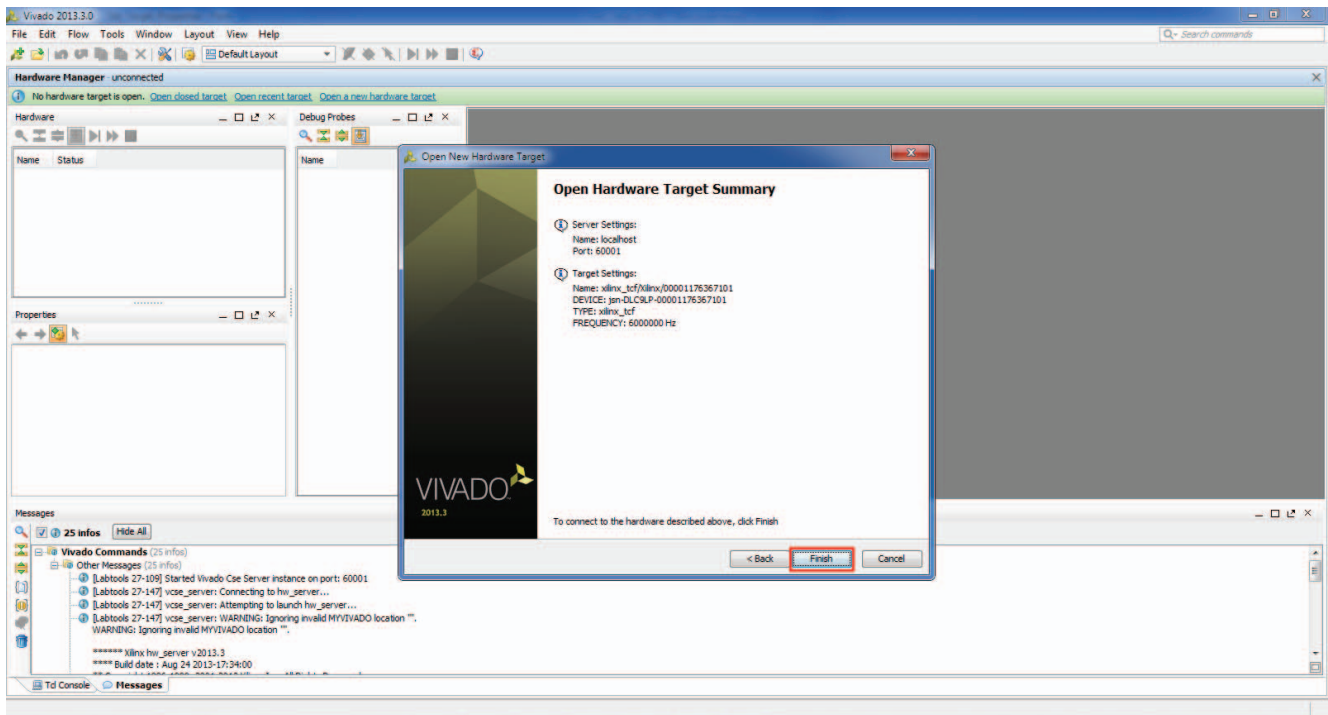 Vivado 2013.3.0
File Edit Flow Tools Window Layout View Help
Search commands
Default Layout
Hardware Manager - unconnected
No hardware target is open. Open closed target Open recent target Open a new hardware target
Hardware
Debug Probes
Name Status
Name
Properties
Open New Hardware Target
Open Hardware Target Summary
Server Settings:
Name: localhost
Port: 60001
Target Settings:
Name: xilinx_tcf/Xilinx/00001176367101
DEVICE: jsn-DLC9LP-00001176367101
TYPE: xilinx_tcf
FREQUENCY: 6000000 Hz
VIVADO
2013.3
To connect to the hardware described above, click Finish
< Back Finish Cancel
Messages
25 infos Hide All
Vivado Commands (25 infos)
Other Messages (25 infos)
[Labtools 27-109] Started Vivado Cse Server instance on port: 60001
[Labtools 27-147] vcse_server: Connecting to hw_server...
[Labtools 27-147] vcse_server: Attempting to launch hw_server...
[Labtools 27-147] vcse_server: WARNING: Ignoring invalid MYVIVADO location "".
WARNING: Ignoring invalid MYVIVADO location "".
****** Xilinx hw_server v2013.3
**** Build date : Aug 24 2013-17:34:00
Tcl Console Messages